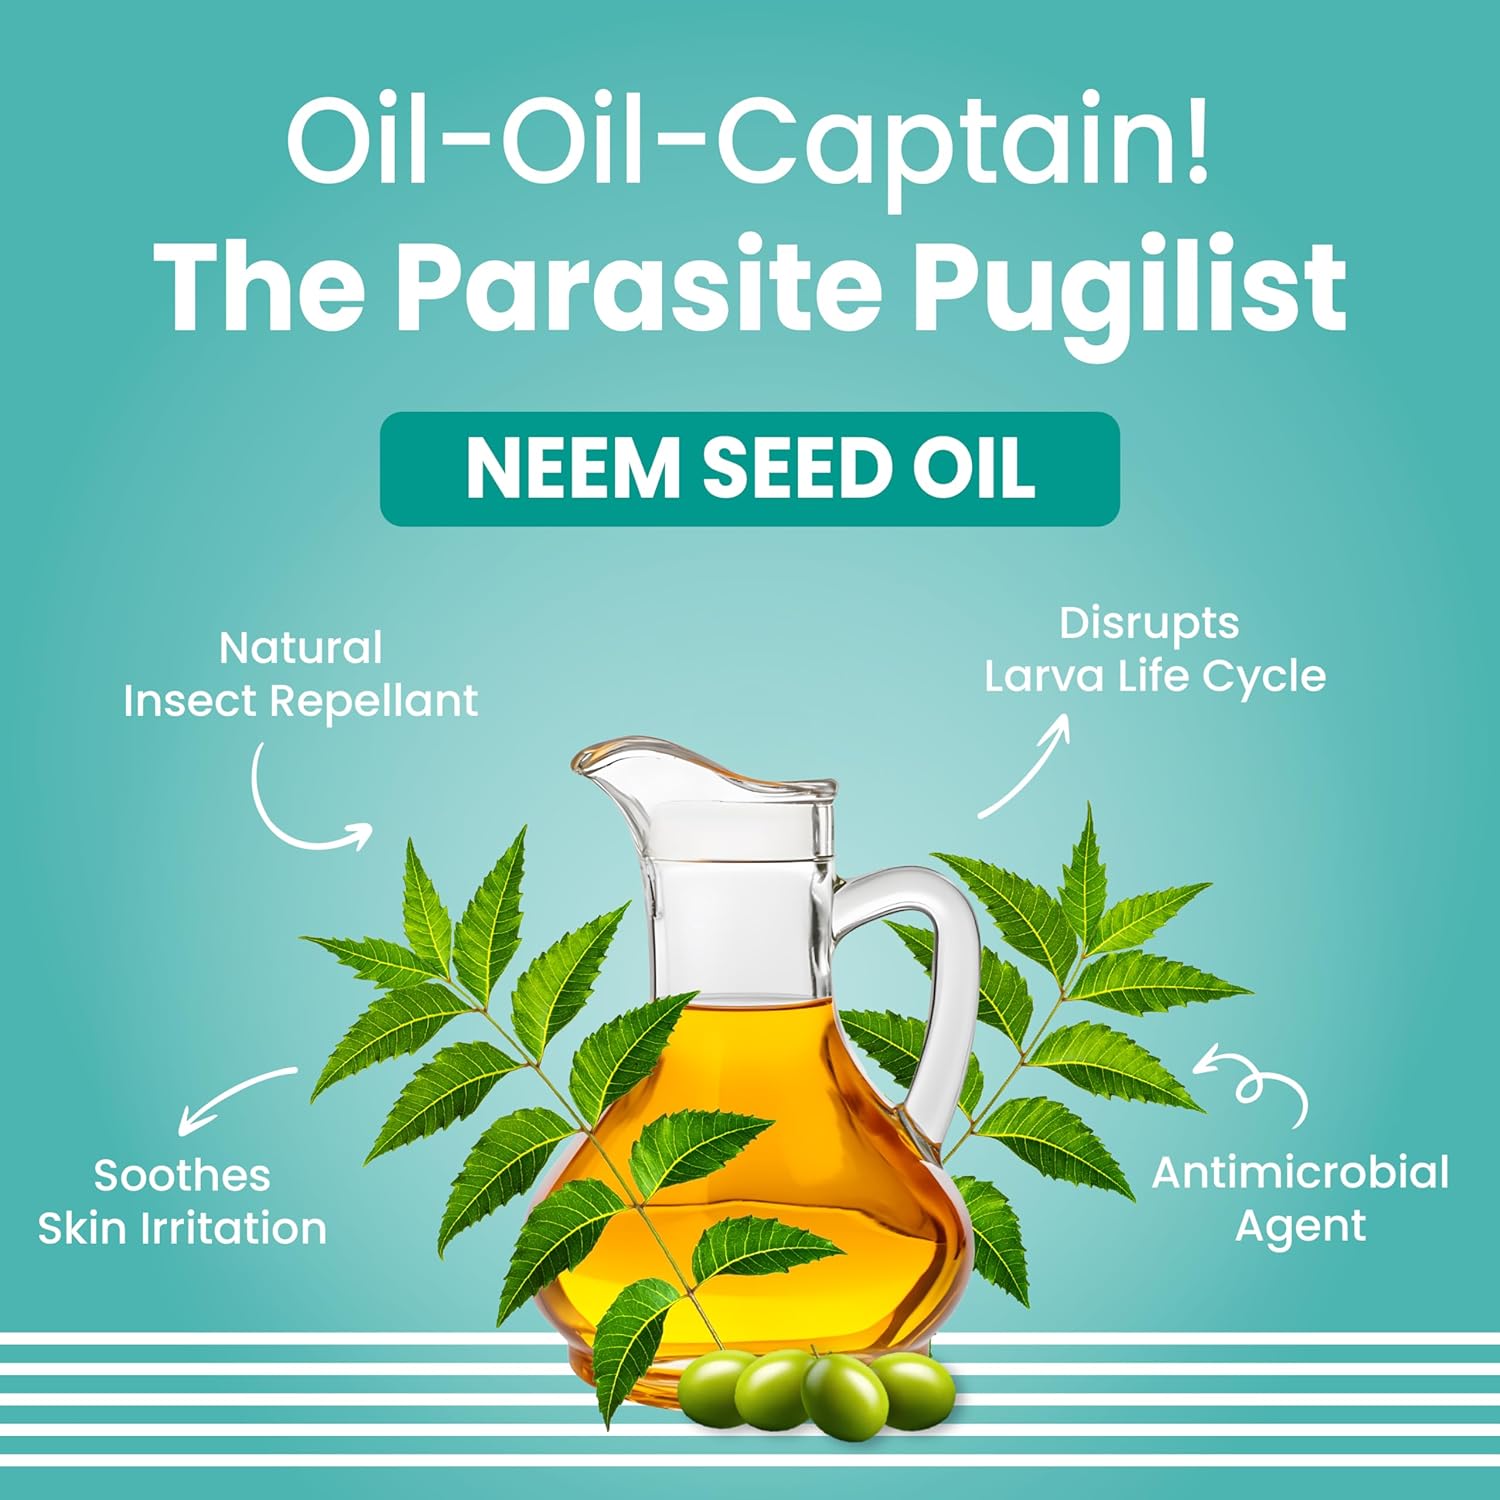 Oil-Oil-Captain!
The Parasite Pugilist
NEEM SEED OIL
Natural
Insect Repellant
Disrupts
Larva Life Cycle
Soothes
Skin Irritation
Antimicrobial
Agent